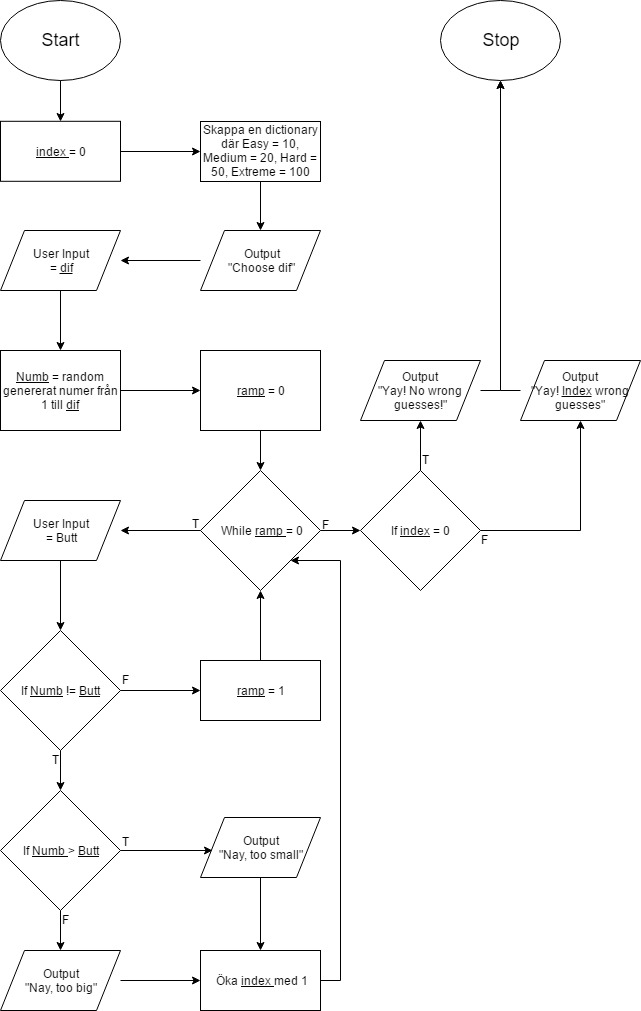 Start
Stop
index = 0
Skappa en dictionary
där Easy = 10,
Medium = 20, Hard =
50, Extreme = 100
User Input
= dif
Output
"Choose dif"
Numb = random
genererat numer från
1 till dif
ramp = 0
Output
"Yay! No wrong
guesses!"
Output
"Yay! Index wrong
guesses"
T
User Input
= Butt
T
While ramp = 0
F
If index = 0
F
If Numb != Butt
F
ramp = 1
T
If Numb > Butt
T
Output
"Nay, too small"
F
Output
"Nay, too big"
Öka index med 1